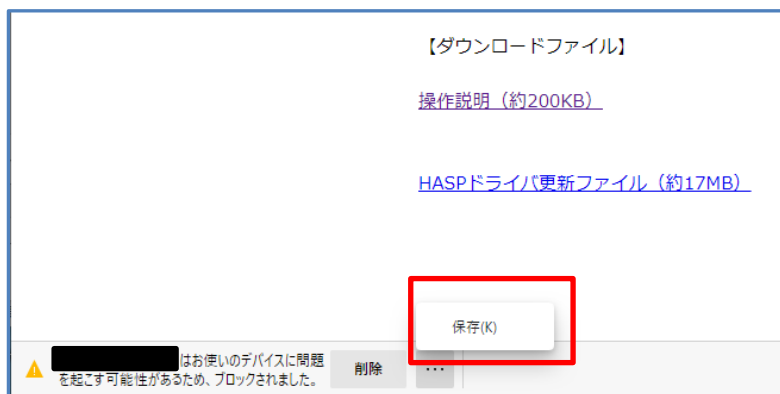 【ダウンロードファイル】
操作説明（約200KB）
HASPドライバ更新ファイル（約17MB）
保存(K)
はお使いのデバイスに問題
を起こす可能性があるため、ブロックされました。
削除
…